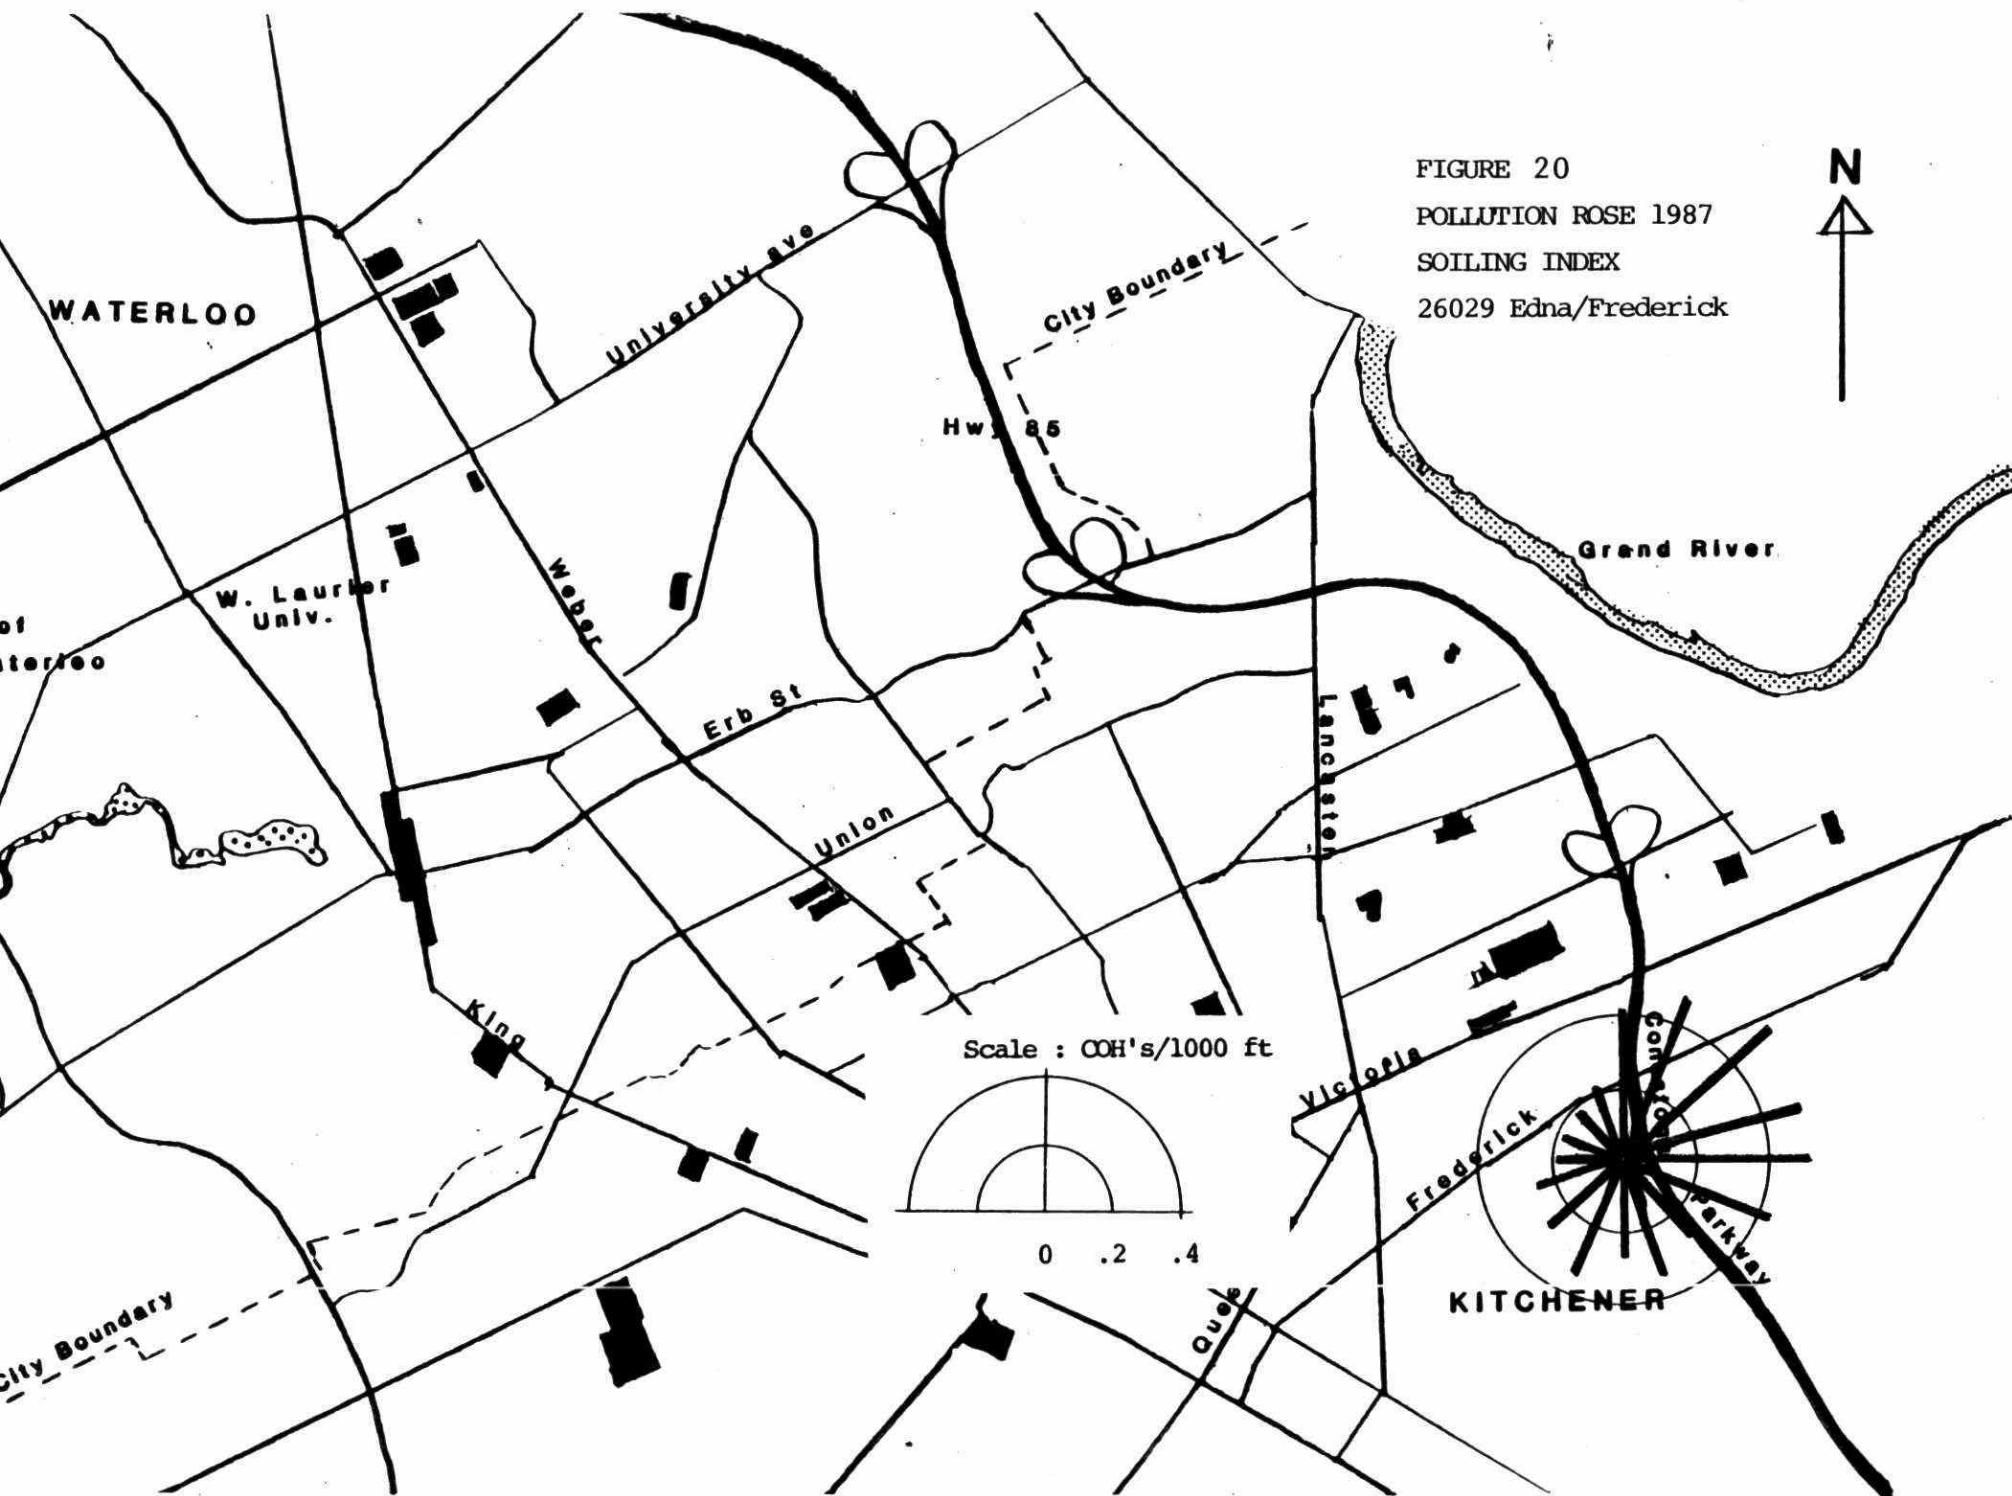 FIGURE 20
POLLUTION ROSE 1987
SOILING INDEX
26029 Edna/Frederick
N
WATERLOO
University ave
City Boundary
Hwy 85
Grand River
W. Laurier
Univ.
of
Weber
Erb St
Lancaster
Union
King
Scale : COH's/1000 ft
0 .2 .4
Victoria
Frederick
Parkway
KITCHENER
City Boundary